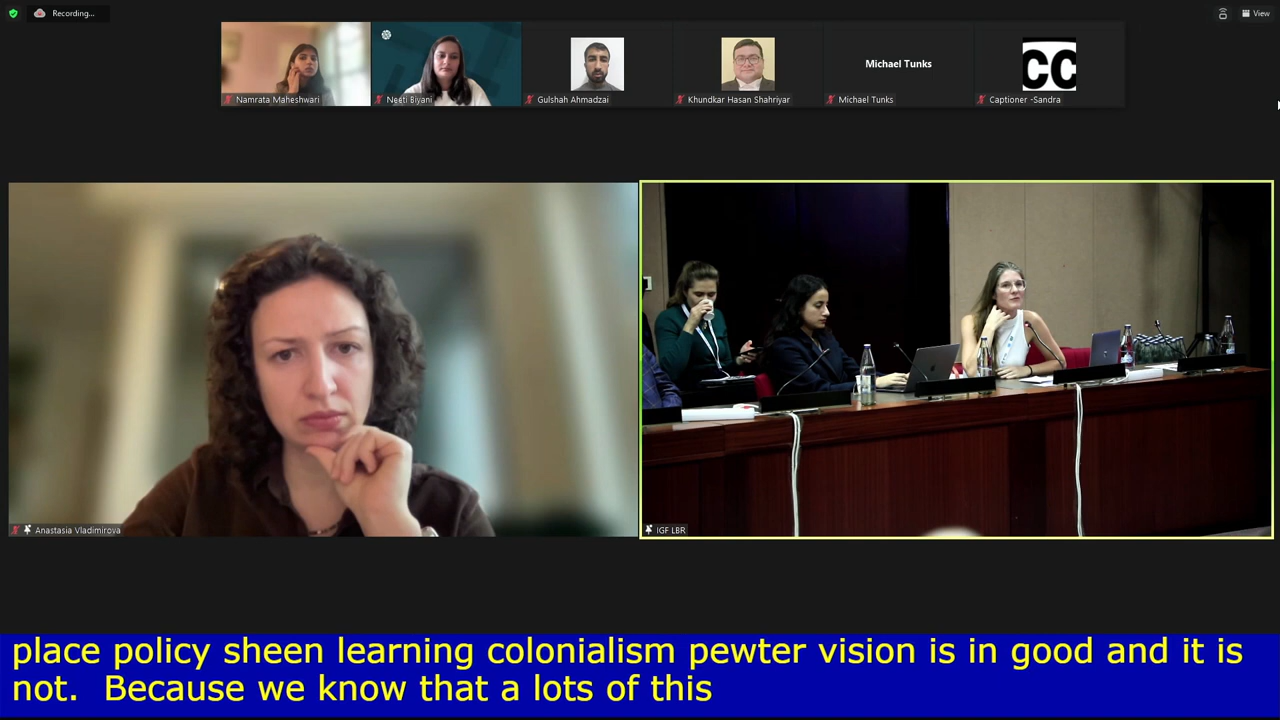 Recording...
View
Namrata Maheshwari
Neeti Biyani
Gulshah Ahmadzai
Khundkar Hasan Shahriyar
Michael Tunks
Michael Tunks
CC
Captioner -Sandra
Anastasia Vladimirova
IGF LBR
place policy sheen learning colonialism pewter vision is in good and it is
not.  Because we know that a lots of this